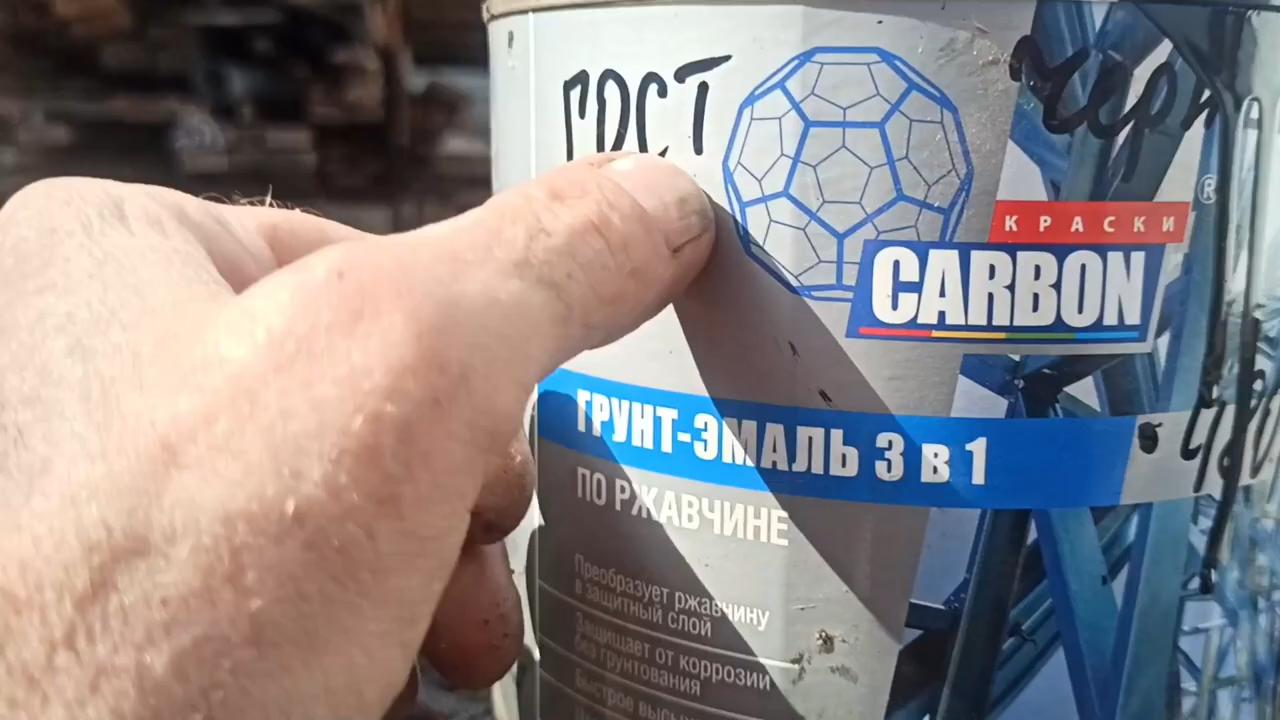 ГОСТ
Черн
®
КРАСКИ
CARBON
ГРУНТ-ЭМАЛЬ 3 в 1
ПО РЖАВЧИНЕ
Преобразует ржавчину
в защитный слой
Защищает от коррозии
без грунтования
Быстрое